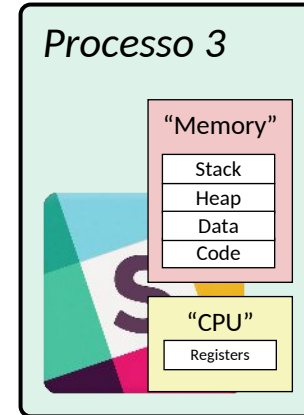 Processo 3
“Memory”
Stack
Heap
Data
Code
S
“CPU”
Registers